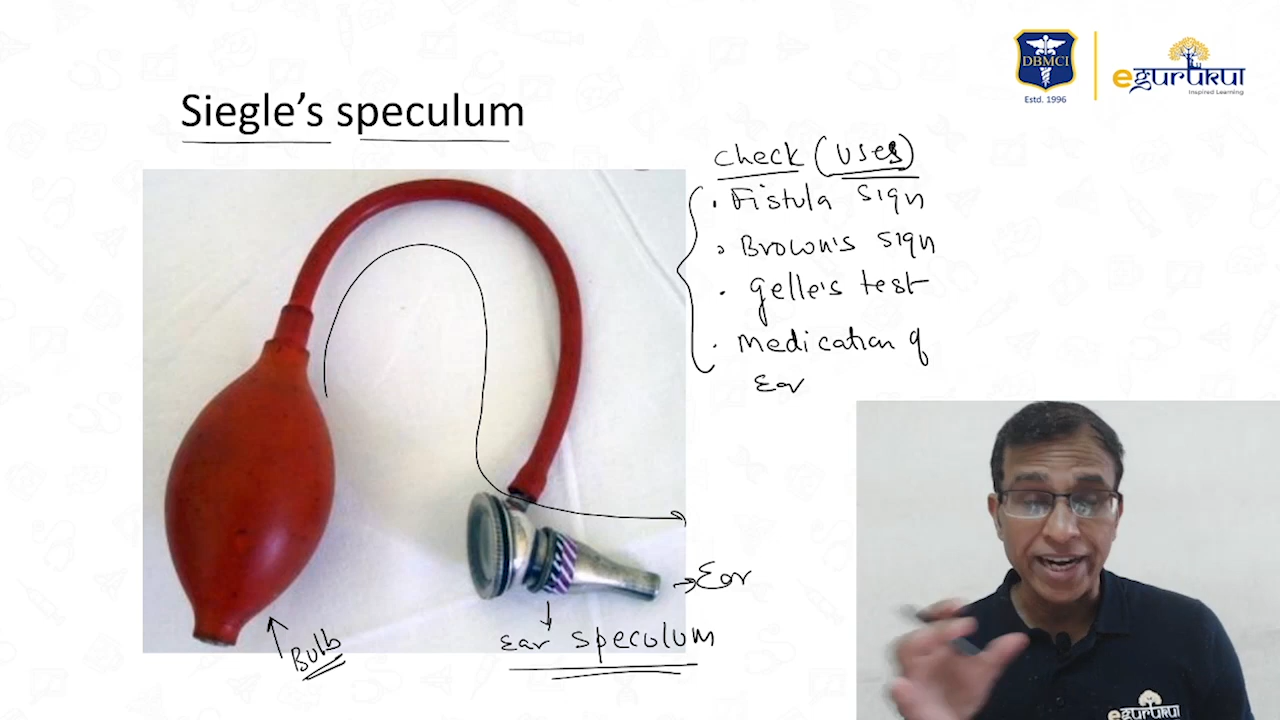 DBMCI
Estd. 1996
egurukul
Inspired Learning
Siegle's speculum
check (uses)
• Fistula sign
• Brown's sign
• Gelle's test
• Medication of
Ear
→ Ear
Ear speculum
Bulb
egurukul